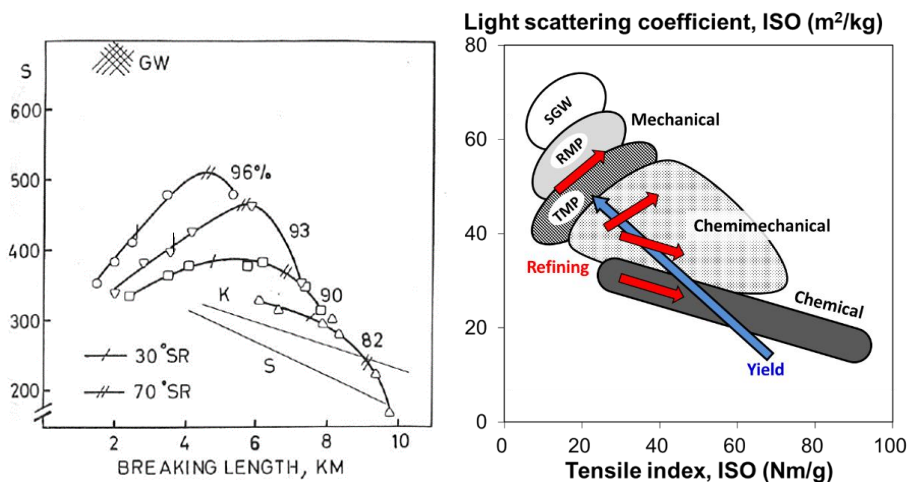 S
GW
600
500
400
300
200
96%
93
90
82
K
S
30°SR
70°SR
2
4
6
8
10
BREAKING LENGTH, KM
Light scattering coefficient, ISO (m²/kg)
80
60
40
20
0
SGW
RMP
TMP
Mechanical
Chemimechanical
Refining
Chemical
Yield
0
20
40
60
80
100
Tensile index, ISO (Nm/g)